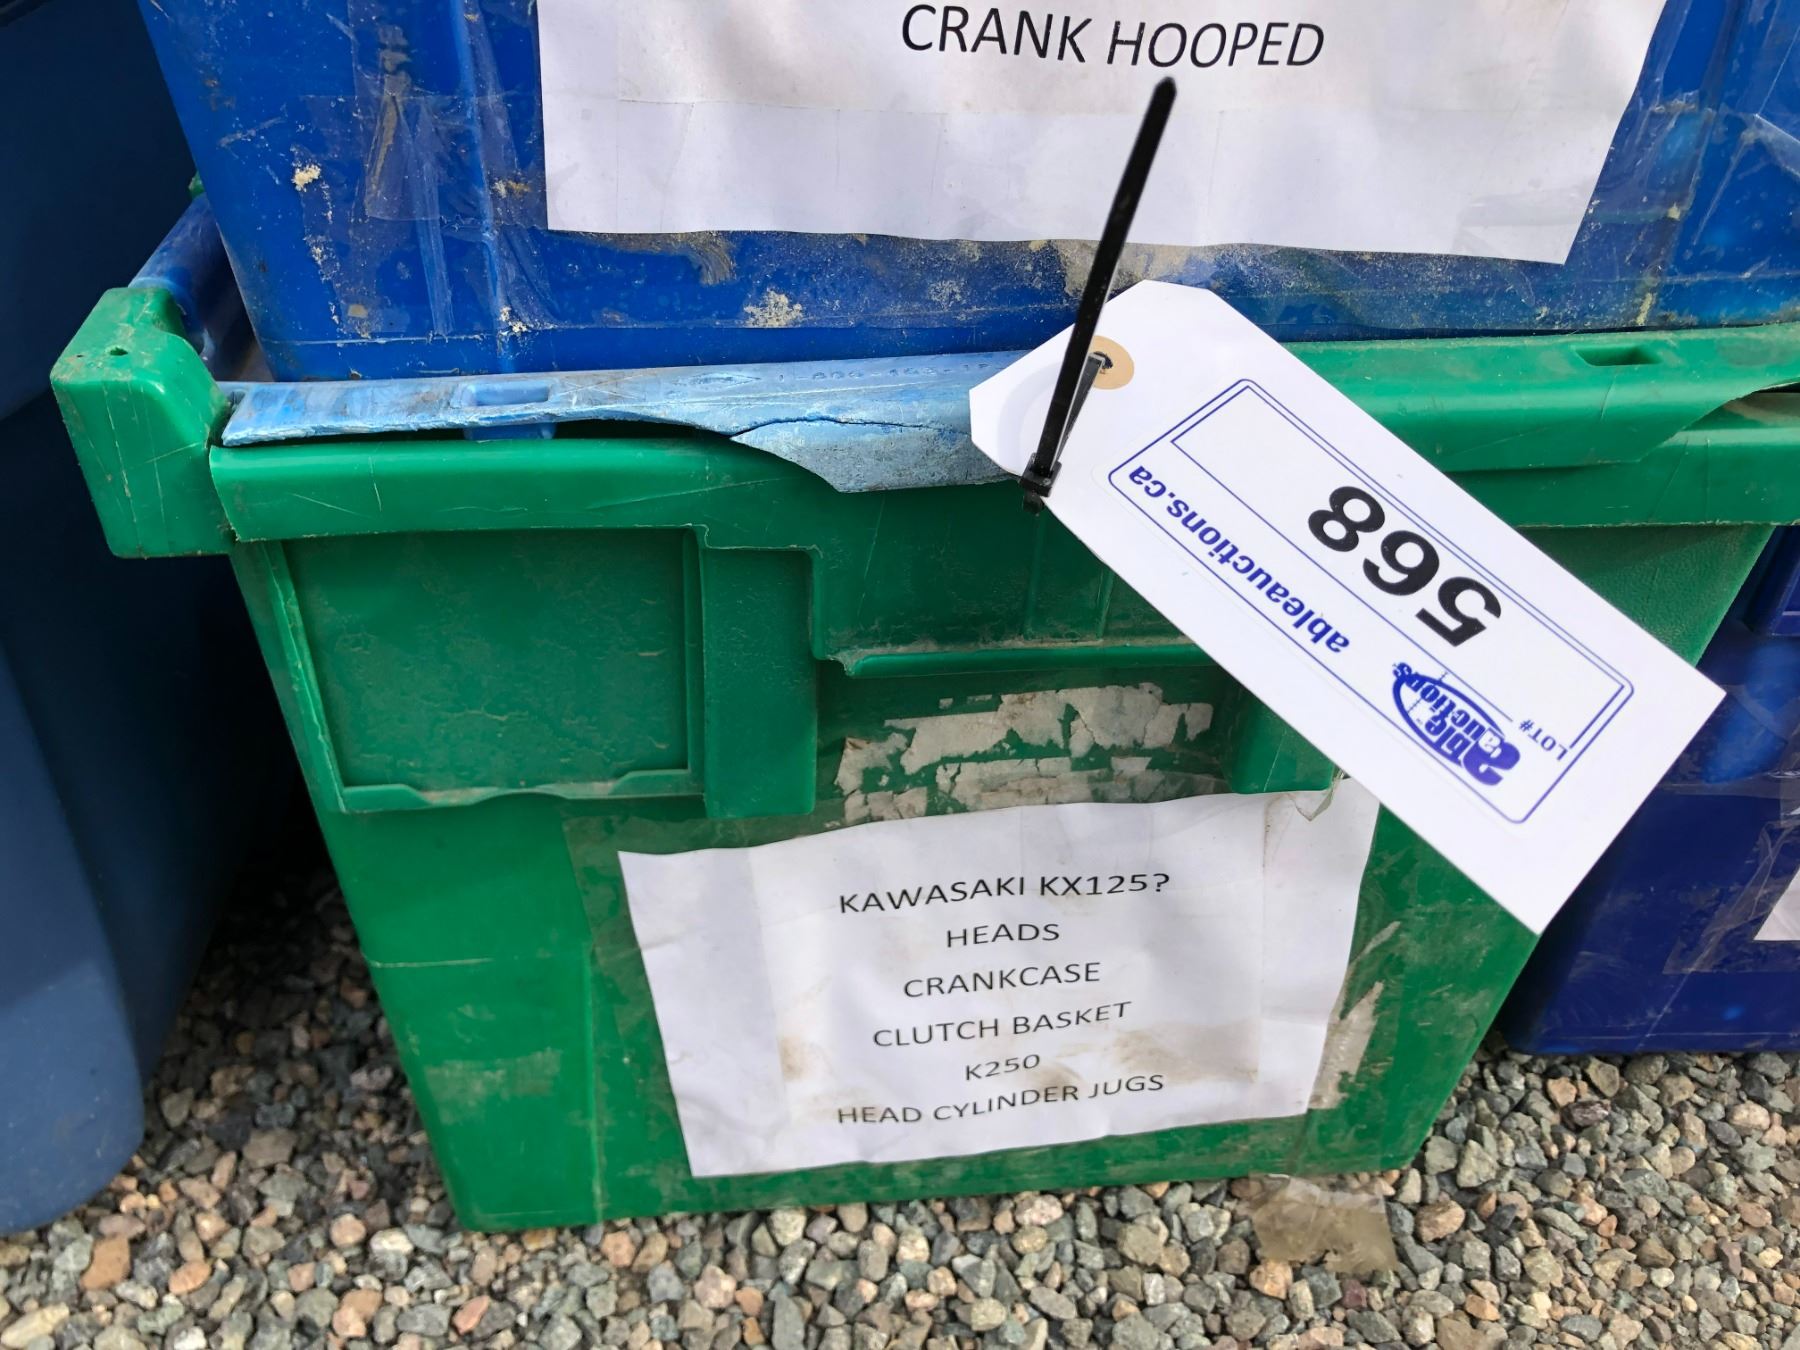 CRANK HOOPED
568
ableauctions.ca
able
auctions
LOT#
KAWASAKI KX125?
HEADS
CRANKCASE
CLUTCH BASKET
K250
HEAD CYLINDER JUGS